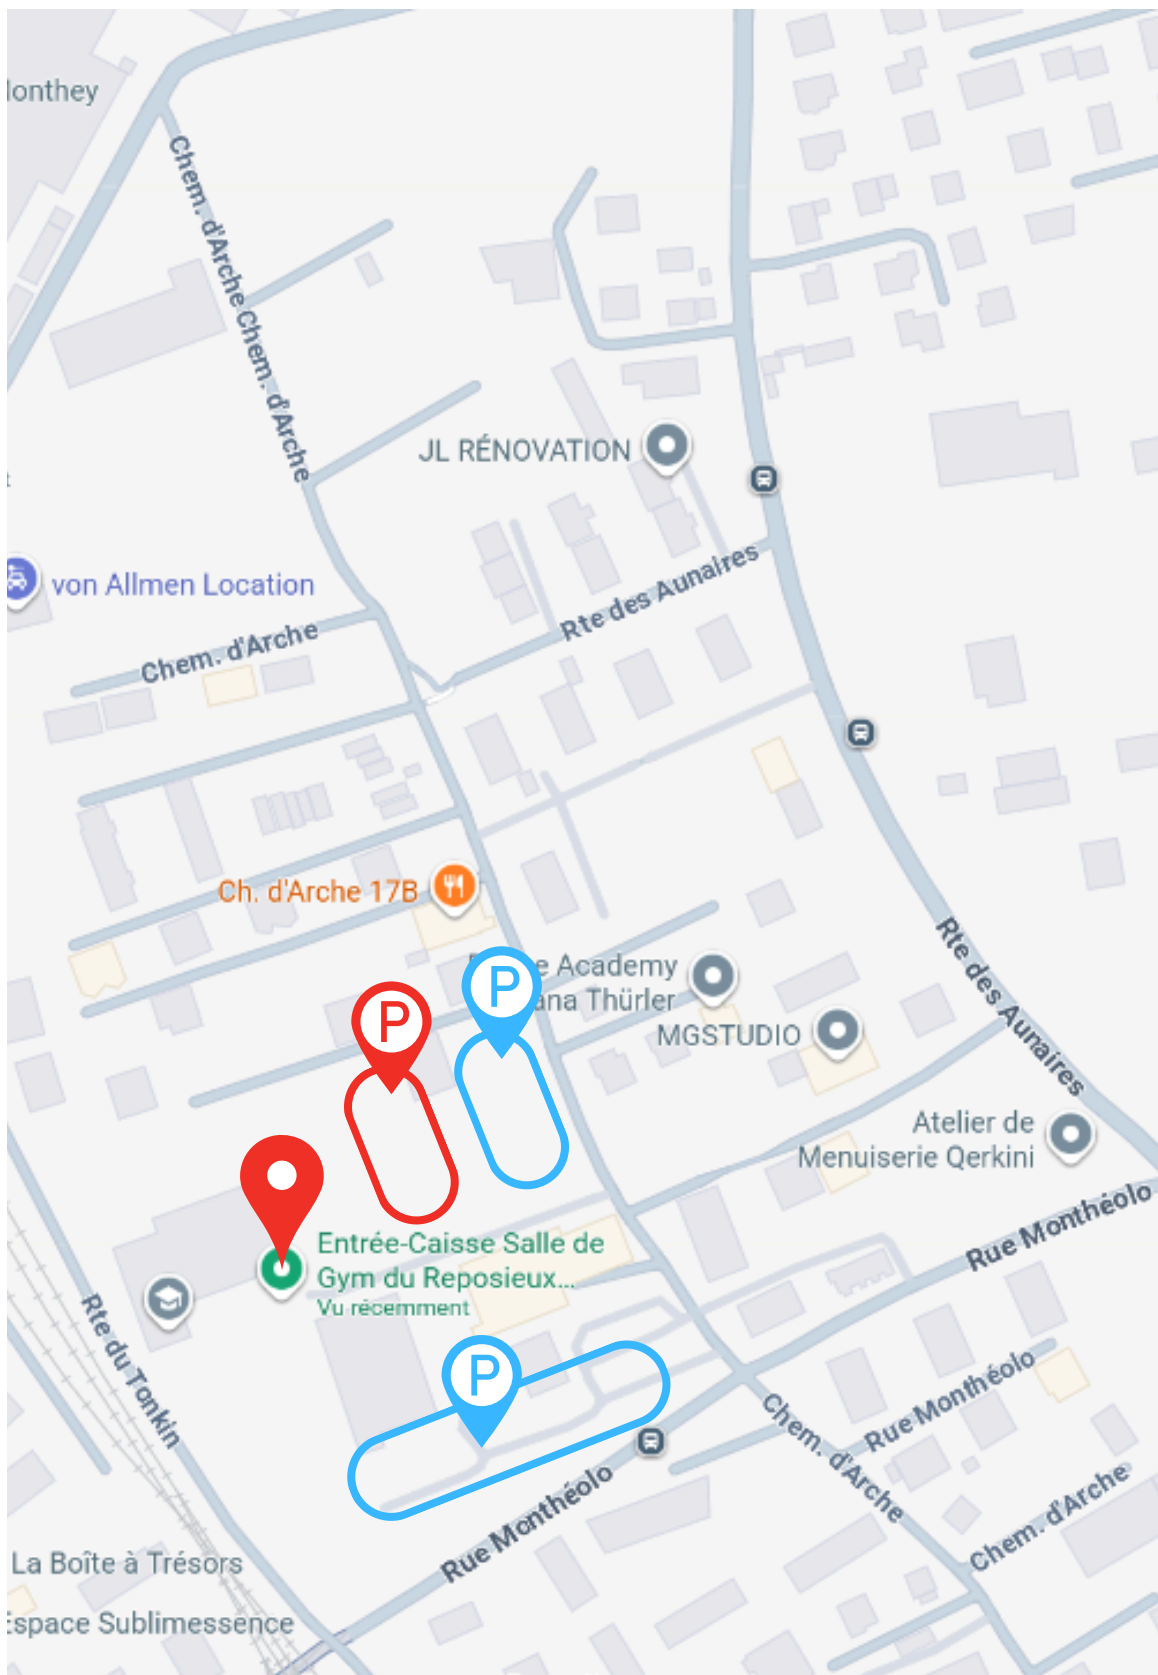 Chem. d'Arche
Chem. d'Arche
JL RÉNOVATION
von Allmen Location
Rte des Aunaires
Chem. d'Arche
Ch. d'Arche 17B
P
Academy
Thürler
P
MGSTUDIO
Rte des Aunaires
Atelier de
Menuiserie Qerkini
Rue Monthéolo
Entrée-Caisse Salle de
Gym du Reposieux...
Vu récemment
Rte du Tonkin
P
Rue Monthéolo
Chem. d'Arche
Rue Monthéolo
Chem. d'Arche
La Boîte à Trésors
Sublimessence